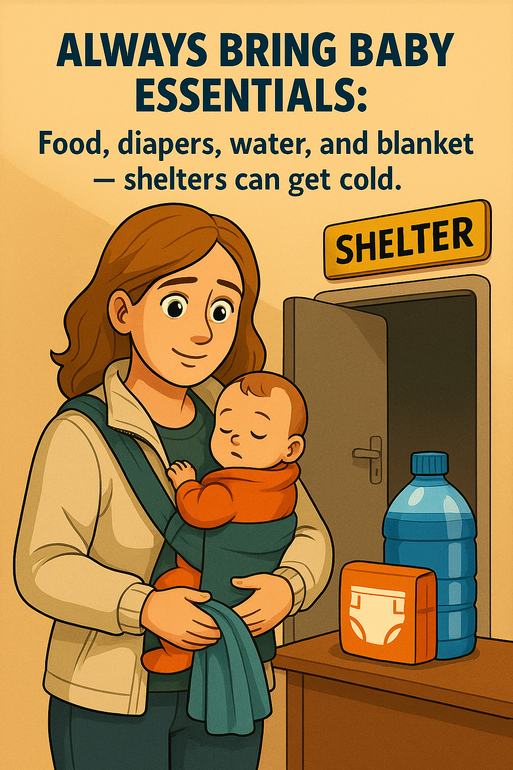 ALWAYS BRING BABY
ESSENTIALS:
Food, diapers, water, and blanket
— shelters can get cold.
SHELTER